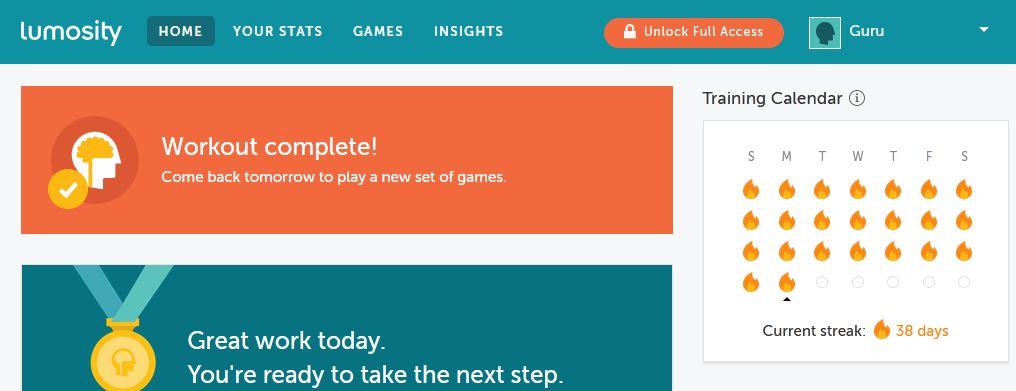 lumosity HOME YOUR STATS GAMES INSIGHTS Unlock Full Access Guru
Workout complete!
Come back tomorrow to play a new set of games.
Great work today.
You're ready to take the next step.
Training Calendar
S M T W T F S
Current streak: 38 days